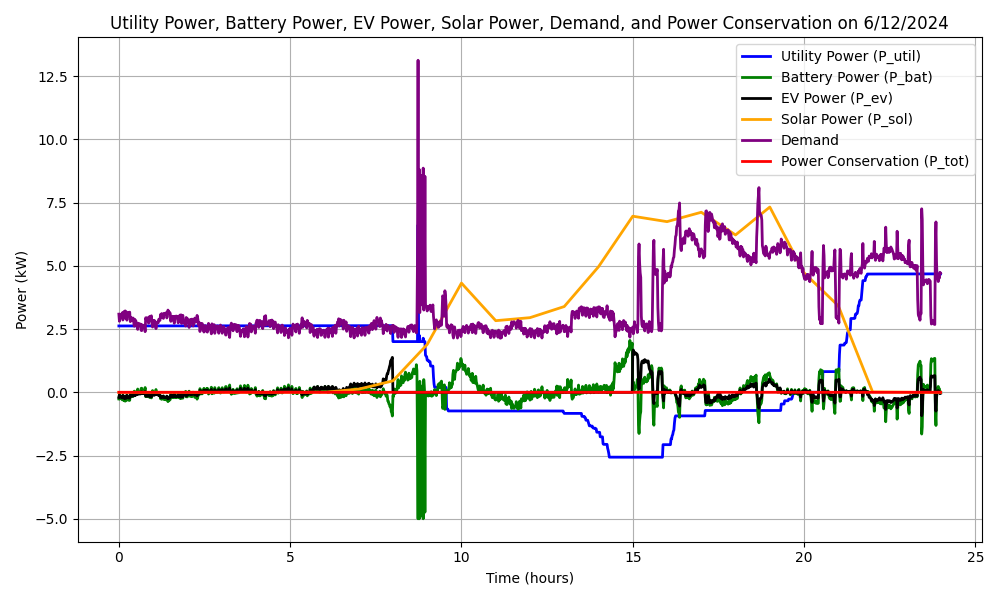 Utility Power, Battery Power, EV Power, Solar Power, Demand, and Power Conservation on 6/12/2024
Utility Power (P_util)
Battery Power (P_bat)
EV Power (P_ev)
Solar Power (P_sol)
Demand
Power Conservation (P_tot)
Power (kW)
12.5
10.0
7.5
5.0
2.5
0.0
−2.5
−5.0
0
5
10
15
20
25
Time (hours)